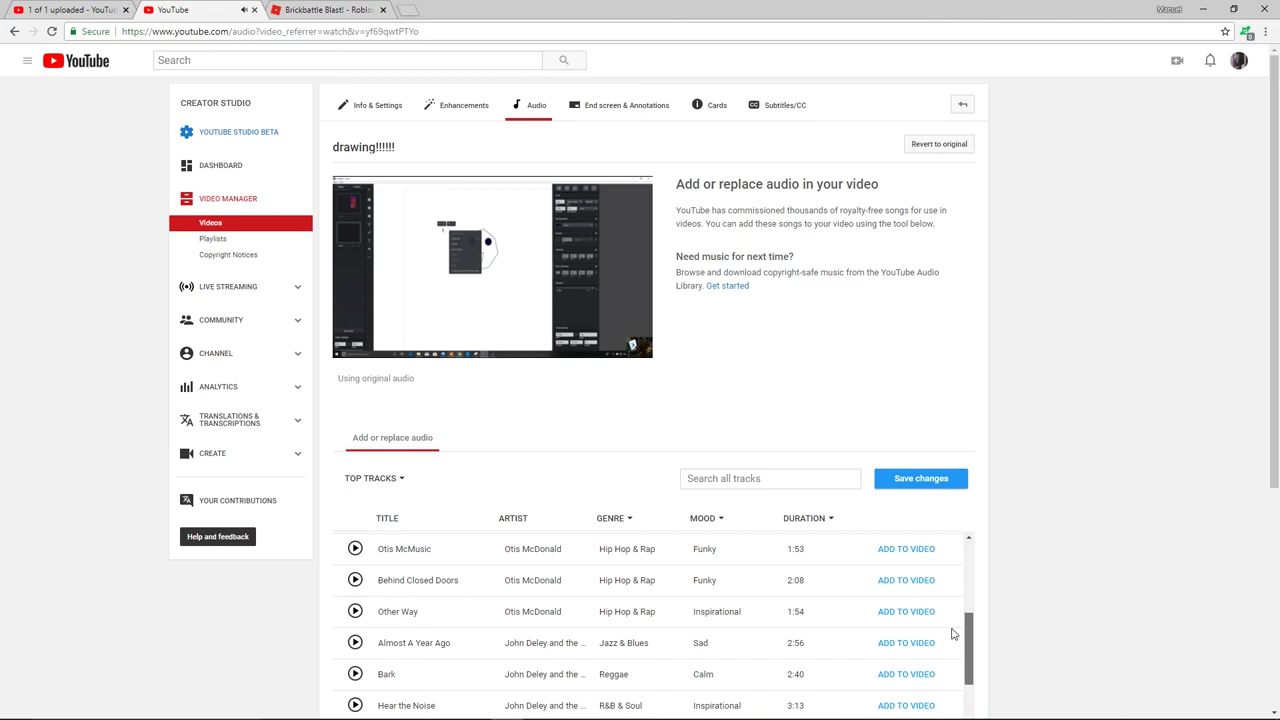 1 of 1 uploaded - YouTu
YouTube
Brickbattle Blast! - Roblo
Secure
https://www.youtube.com/audio?video_referrer=watch&v=yf69qwtPTYo
YouTube
Search
CREATOR STUDIO
YOUTUBE STUDIO BETA
DASHBOARD
VIDEO MANAGER
Videos
Playlists
Copyright Notices
LIVE STREAMING
COMMUNITY
CHANNEL
ANALYTICS
TRANSLATIONS &
TRANSCRIPTIONS
CREATE
YOUR CONTRIBUTIONS
Help and feedback
Info & Settings
Enhancements
Audio
End screen & Annotations
Cards
CC Subtitles/CC
drawing!!!!!!
Revert to original
Add or replace audio in your video
YouTube has commissioned thousands of royalty-free songs for use in
videos. You can add these songs to your video using the tool below.
Need music for next time?
Browse and download copyright-safe music from the YouTube Audio
Library. Get started
Using original audio
Add or replace audio
TOP TRACKS
Search all tracks
Save changes
TITLE ARTIST GENRE MOOD DURATION
Otis McMusic Otis McDonald Hip Hop & Rap Funky 1:53 ADD TO VIDEO
Behind Closed Doors Otis McDonald Hip Hop & Rap Funky 2:08 ADD TO VIDEO
Other Way Otis McDonald Hip Hop & Rap Inspirational 1:54 ADD TO VIDEO
Almost A Year Ago John Deley and the ... Jazz & Blues Sad 2:56 ADD TO VIDEO
Bark John Deley and the ... Reggae Calm 2:40 ADD TO VIDEO
Hear the Noise John Deley and the ... R&B & Soul Inspirational 3:13 ADD TO VIDEO